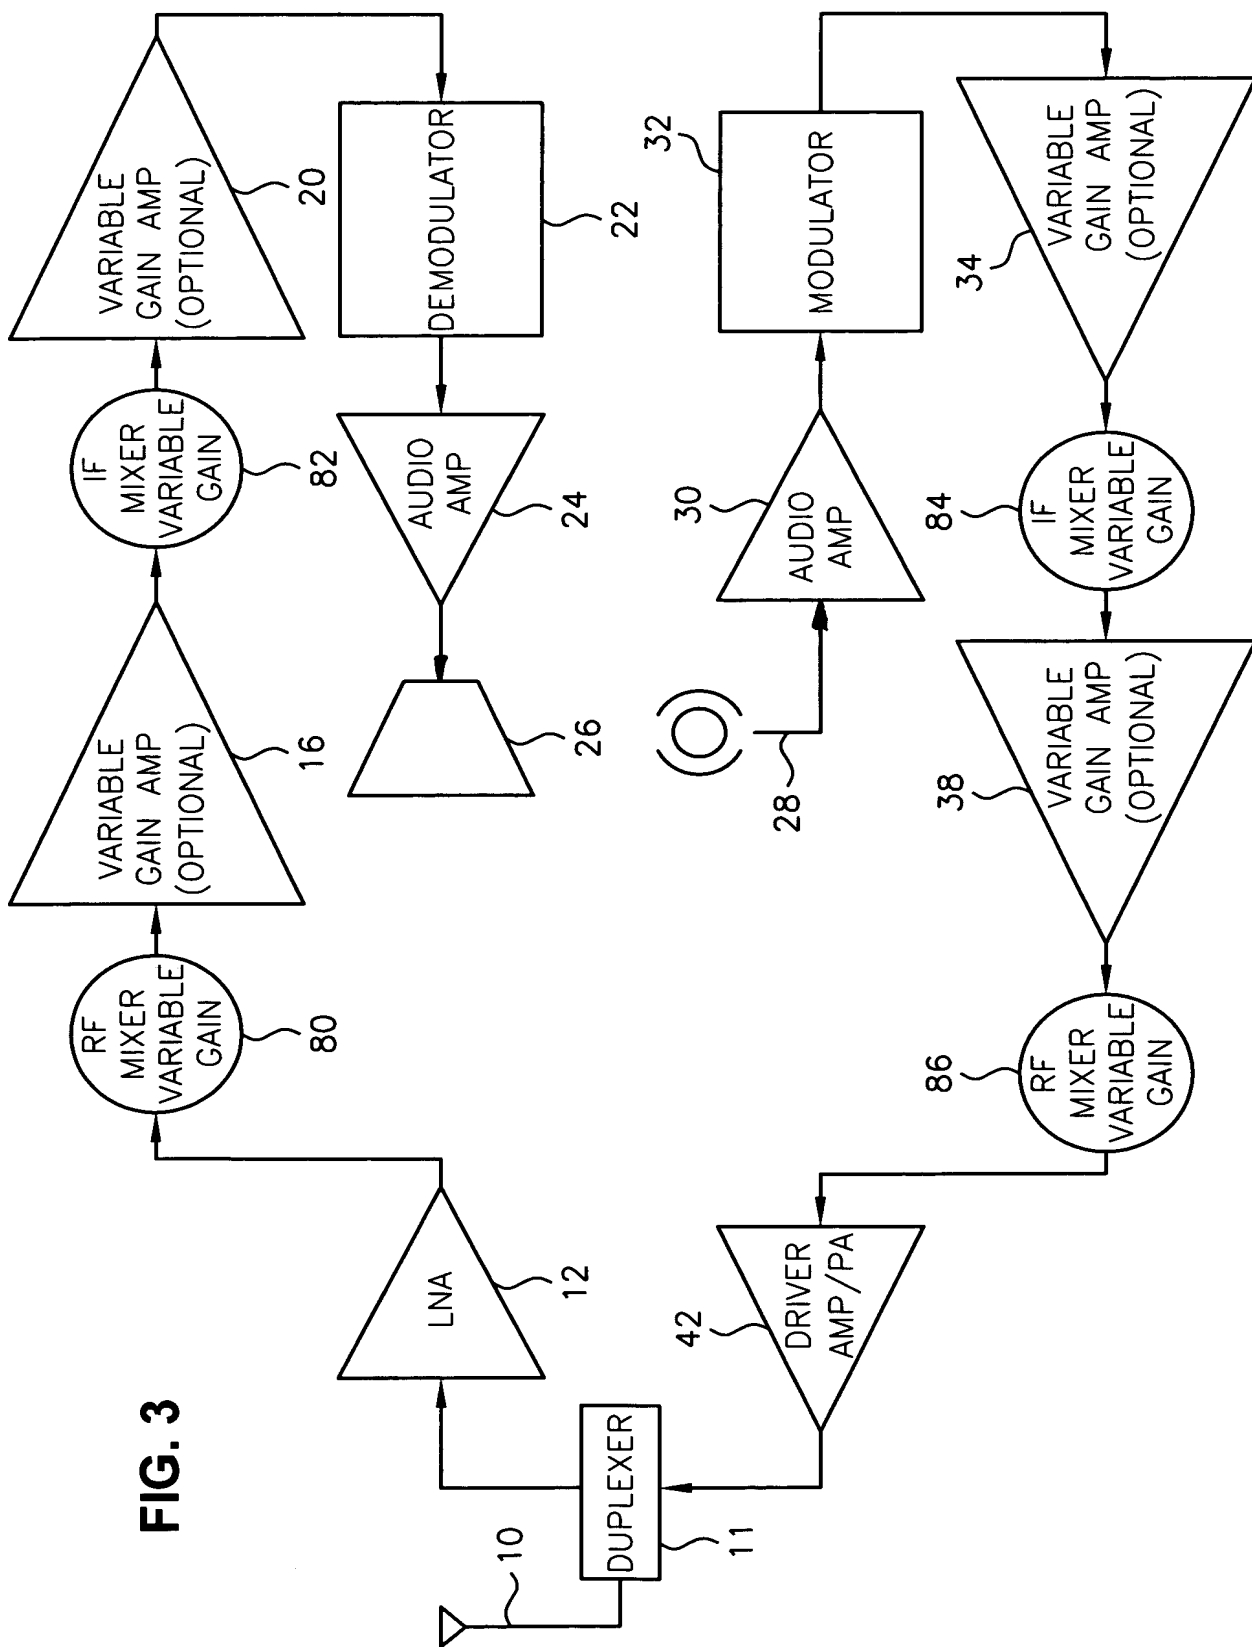 FIG. 3
10
DUPLEXER
11
LNA
12
RF
MIXER
VARIABLE
GAIN
80
VARIABLE
GAIN AMP
(OPTIONAL)
16
IF
MIXER
VARIABLE
GAIN
82
VARIABLE
GAIN AMP
(OPTIONAL)
20
DEMODULATOR
22
AUDIO
AMP
24
26
28
30
AUDIO
AMP
32
MODULATOR
34
VARIABLE
GAIN AMP
(OPTIONAL)
84
IF
MIXER
VARIABLE
GAIN
38
VARIABLE
GAIN AMP
(OPTIONAL)
86
RF
MIXER
VARIABLE
GAIN
42
DRIVER
AMP/PA